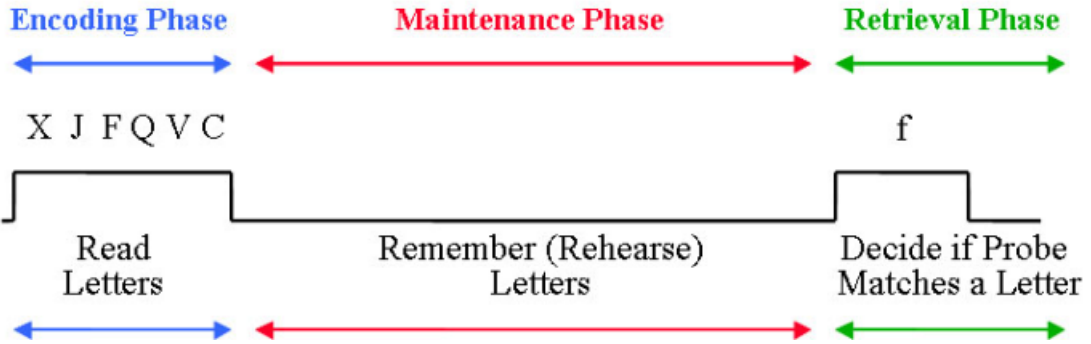 Encoding Phase Maintenance Phase Retrieval Phase
X J F Q V C f
Read Remember (Rehearse) Decide if Probe
Letters Letters Matches a Letter